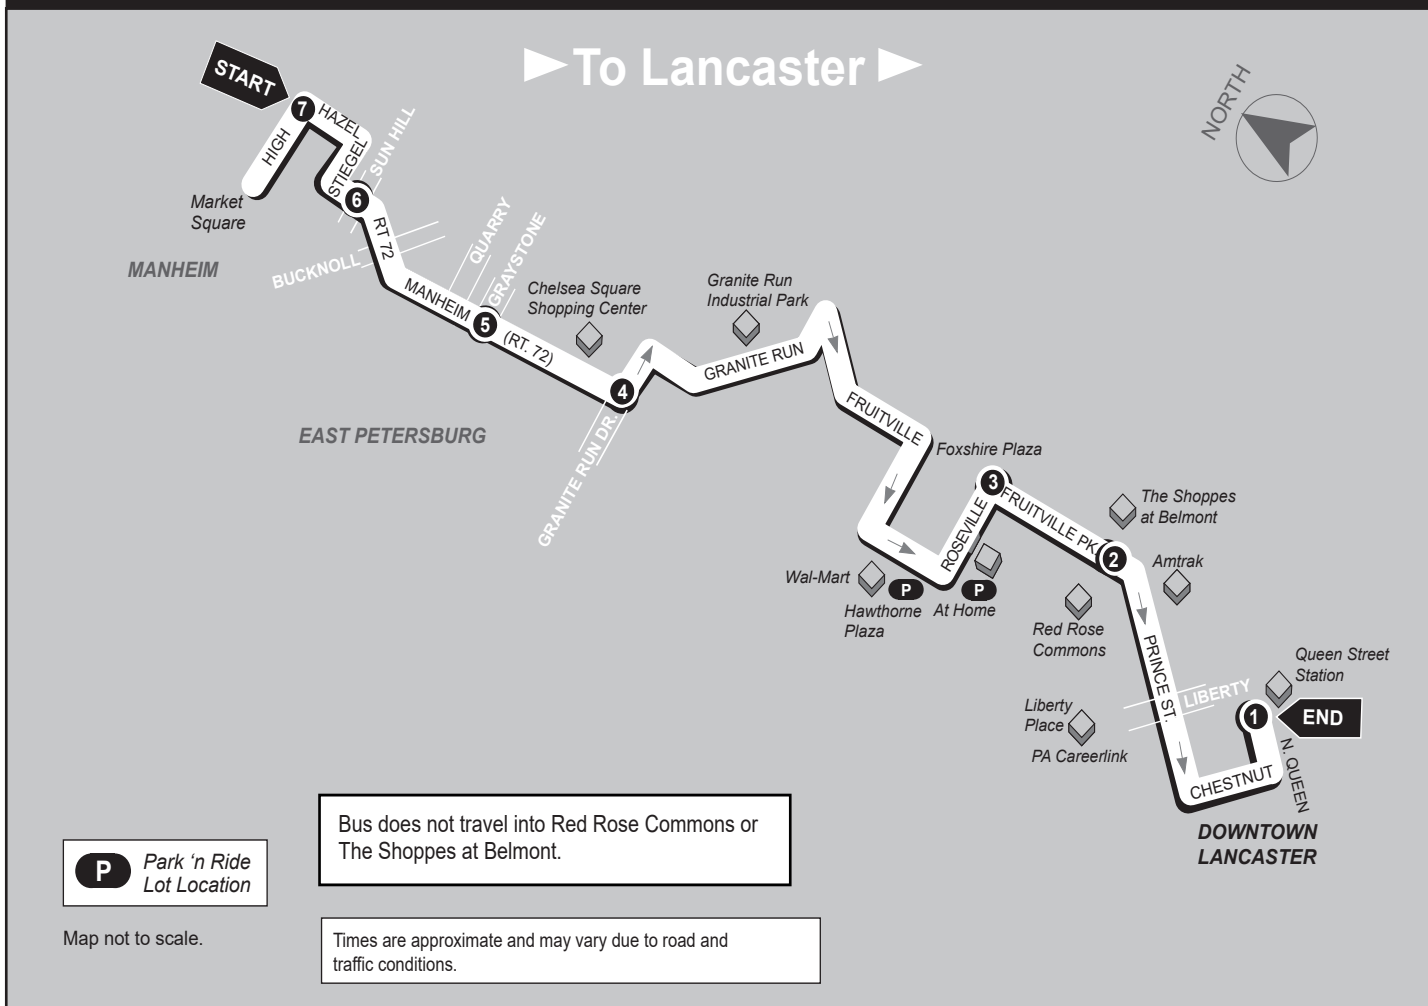 To Lancaster
NORTH
START
7
HAZEL
HIGH
STIEGEL
SUN HILL
6
Market
Square
RT 72
MANHEIM
BUCKNOLL
QUARRY
GRAYSTONE
MANHEIM
5
(RT. 72)
Chelsea Square
Shopping Center
Granite Run
Industrial Park
4
GRANITE RUN
GRANITE RUN DR.
EAST PETERSBURG
FRUITVILLE
Foxshire Plaza
3
ROSEVILLE
FRUITVILLE PK.
The Shoppes
at Belmont
2
Amtrak
Wal-Mart
P
Hawthorne
Plaza
P
At Home
Red Rose
Commons
PRINCE ST.
LIBERTY
Queen Street
Station
Liberty
Place
PA Careerlink
1
END
N. QUEEN
CHESTNUT
DOWNTOWN
LANCASTER
Bus does not travel into Red Rose Commons or
The Shoppes at Belmont.
P
Park ‘n Ride
Lot Location
Map not to scale.
Times are approximate and may vary due to road and
traffic conditions.